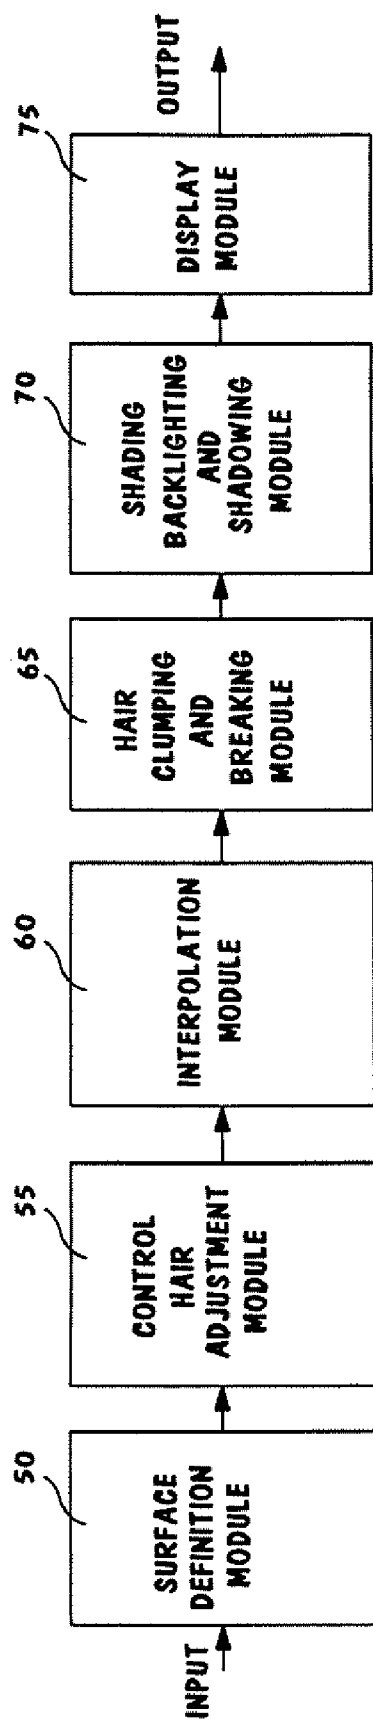 INPUT
50
SURFACE
DEFINITION
MODULE
55
CONTROL
HAIR
ADJUSTMENT
MODULE
60
INTERPOLATION
MODULE
65
HAIR
CLUMPING
AND
BREAKING
MODULE
70
SHADING
BACKLIGHTING
AND
SHADOWING
MODULE
75
DISPLAY
MODULE
OUTPUT